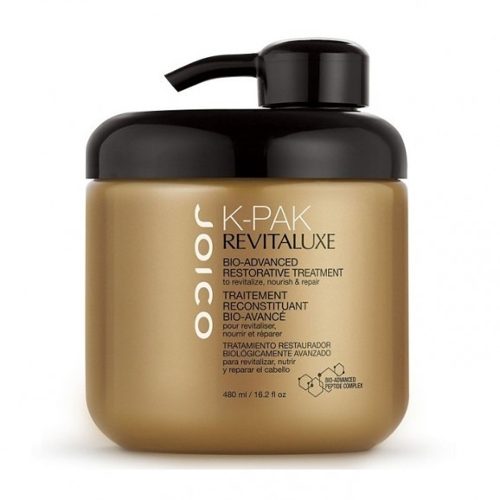 JOICO
K-PAK
REVITALUXE
BIO-ADVANCED
RESTORATIVE TREATMENT
to revitalize, nourish & repair
TRAITEMENT
RECONSTITUANT
BIO-AVANCÉ
pour revitaliser,
nourrir et réparer
TRATAMIENTO RESTAURADOR
BIOLÓGICAMENTE AVANZADO
para revitalizar, nutrir
y reparar el cabello
480 ml / 16.2 fl oz
BIO-ADVANCED
PEPTIDE COMPLEX